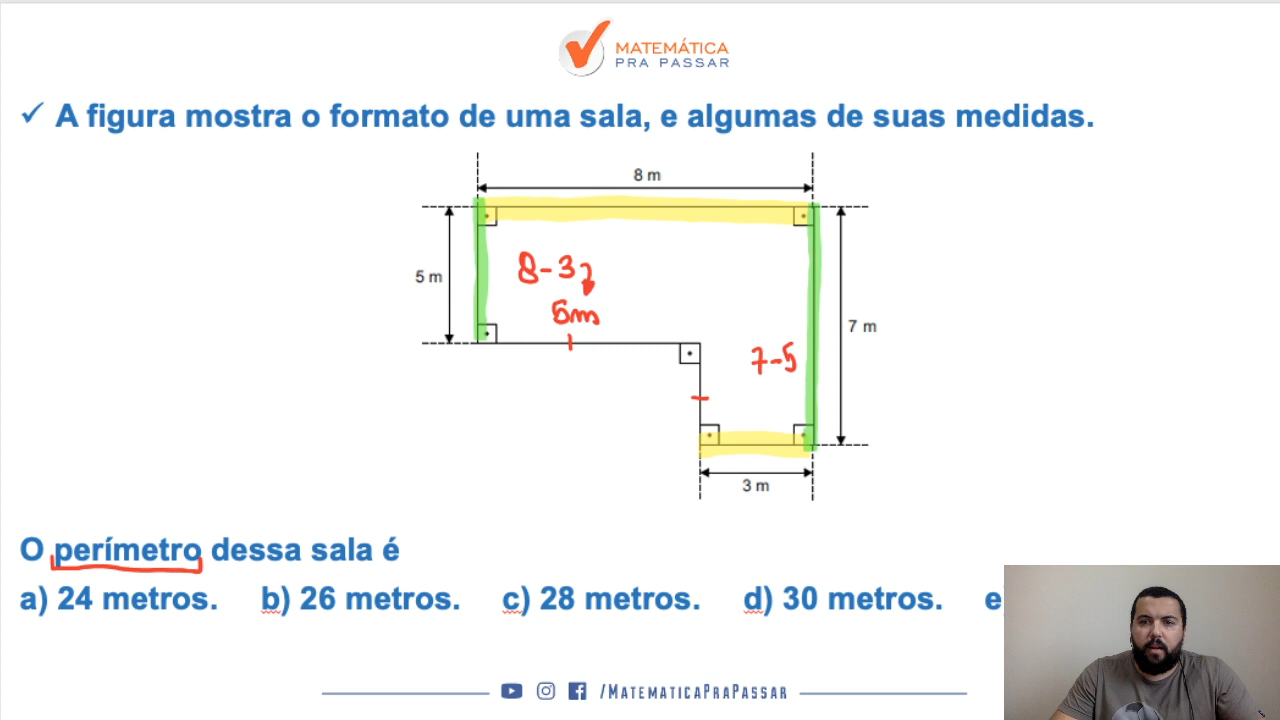 MATEMÁTICA
PRA PASSAR
✓ A figura mostra o formato de uma sala, e algumas de suas medidas.
8 m
5 m
8-3
5m
7 m
7-5
3 m
O perímetro dessa sala é
a) 24 metros. b) 26 metros. c) 28 metros. d) 30 metros. e
/MATEMATICAPRAPASSAR